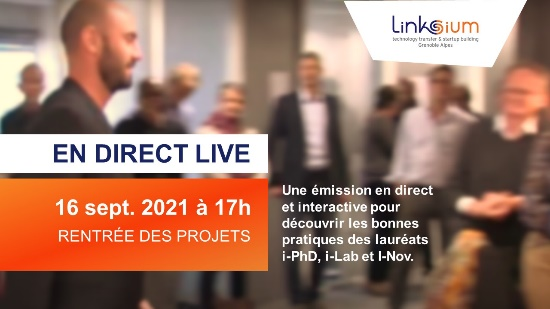 Linksium
technology transfer & startup building
Grenoble Alpes
EN DIRECT LIVE
16 sept. 2021 à 17h
RENTRÉE DES PROJETS
Une émission en direct
et interactive pour
découvrir les bonnes
pratiques des lauréats
i-PhD, i-Lab et I-Nov.